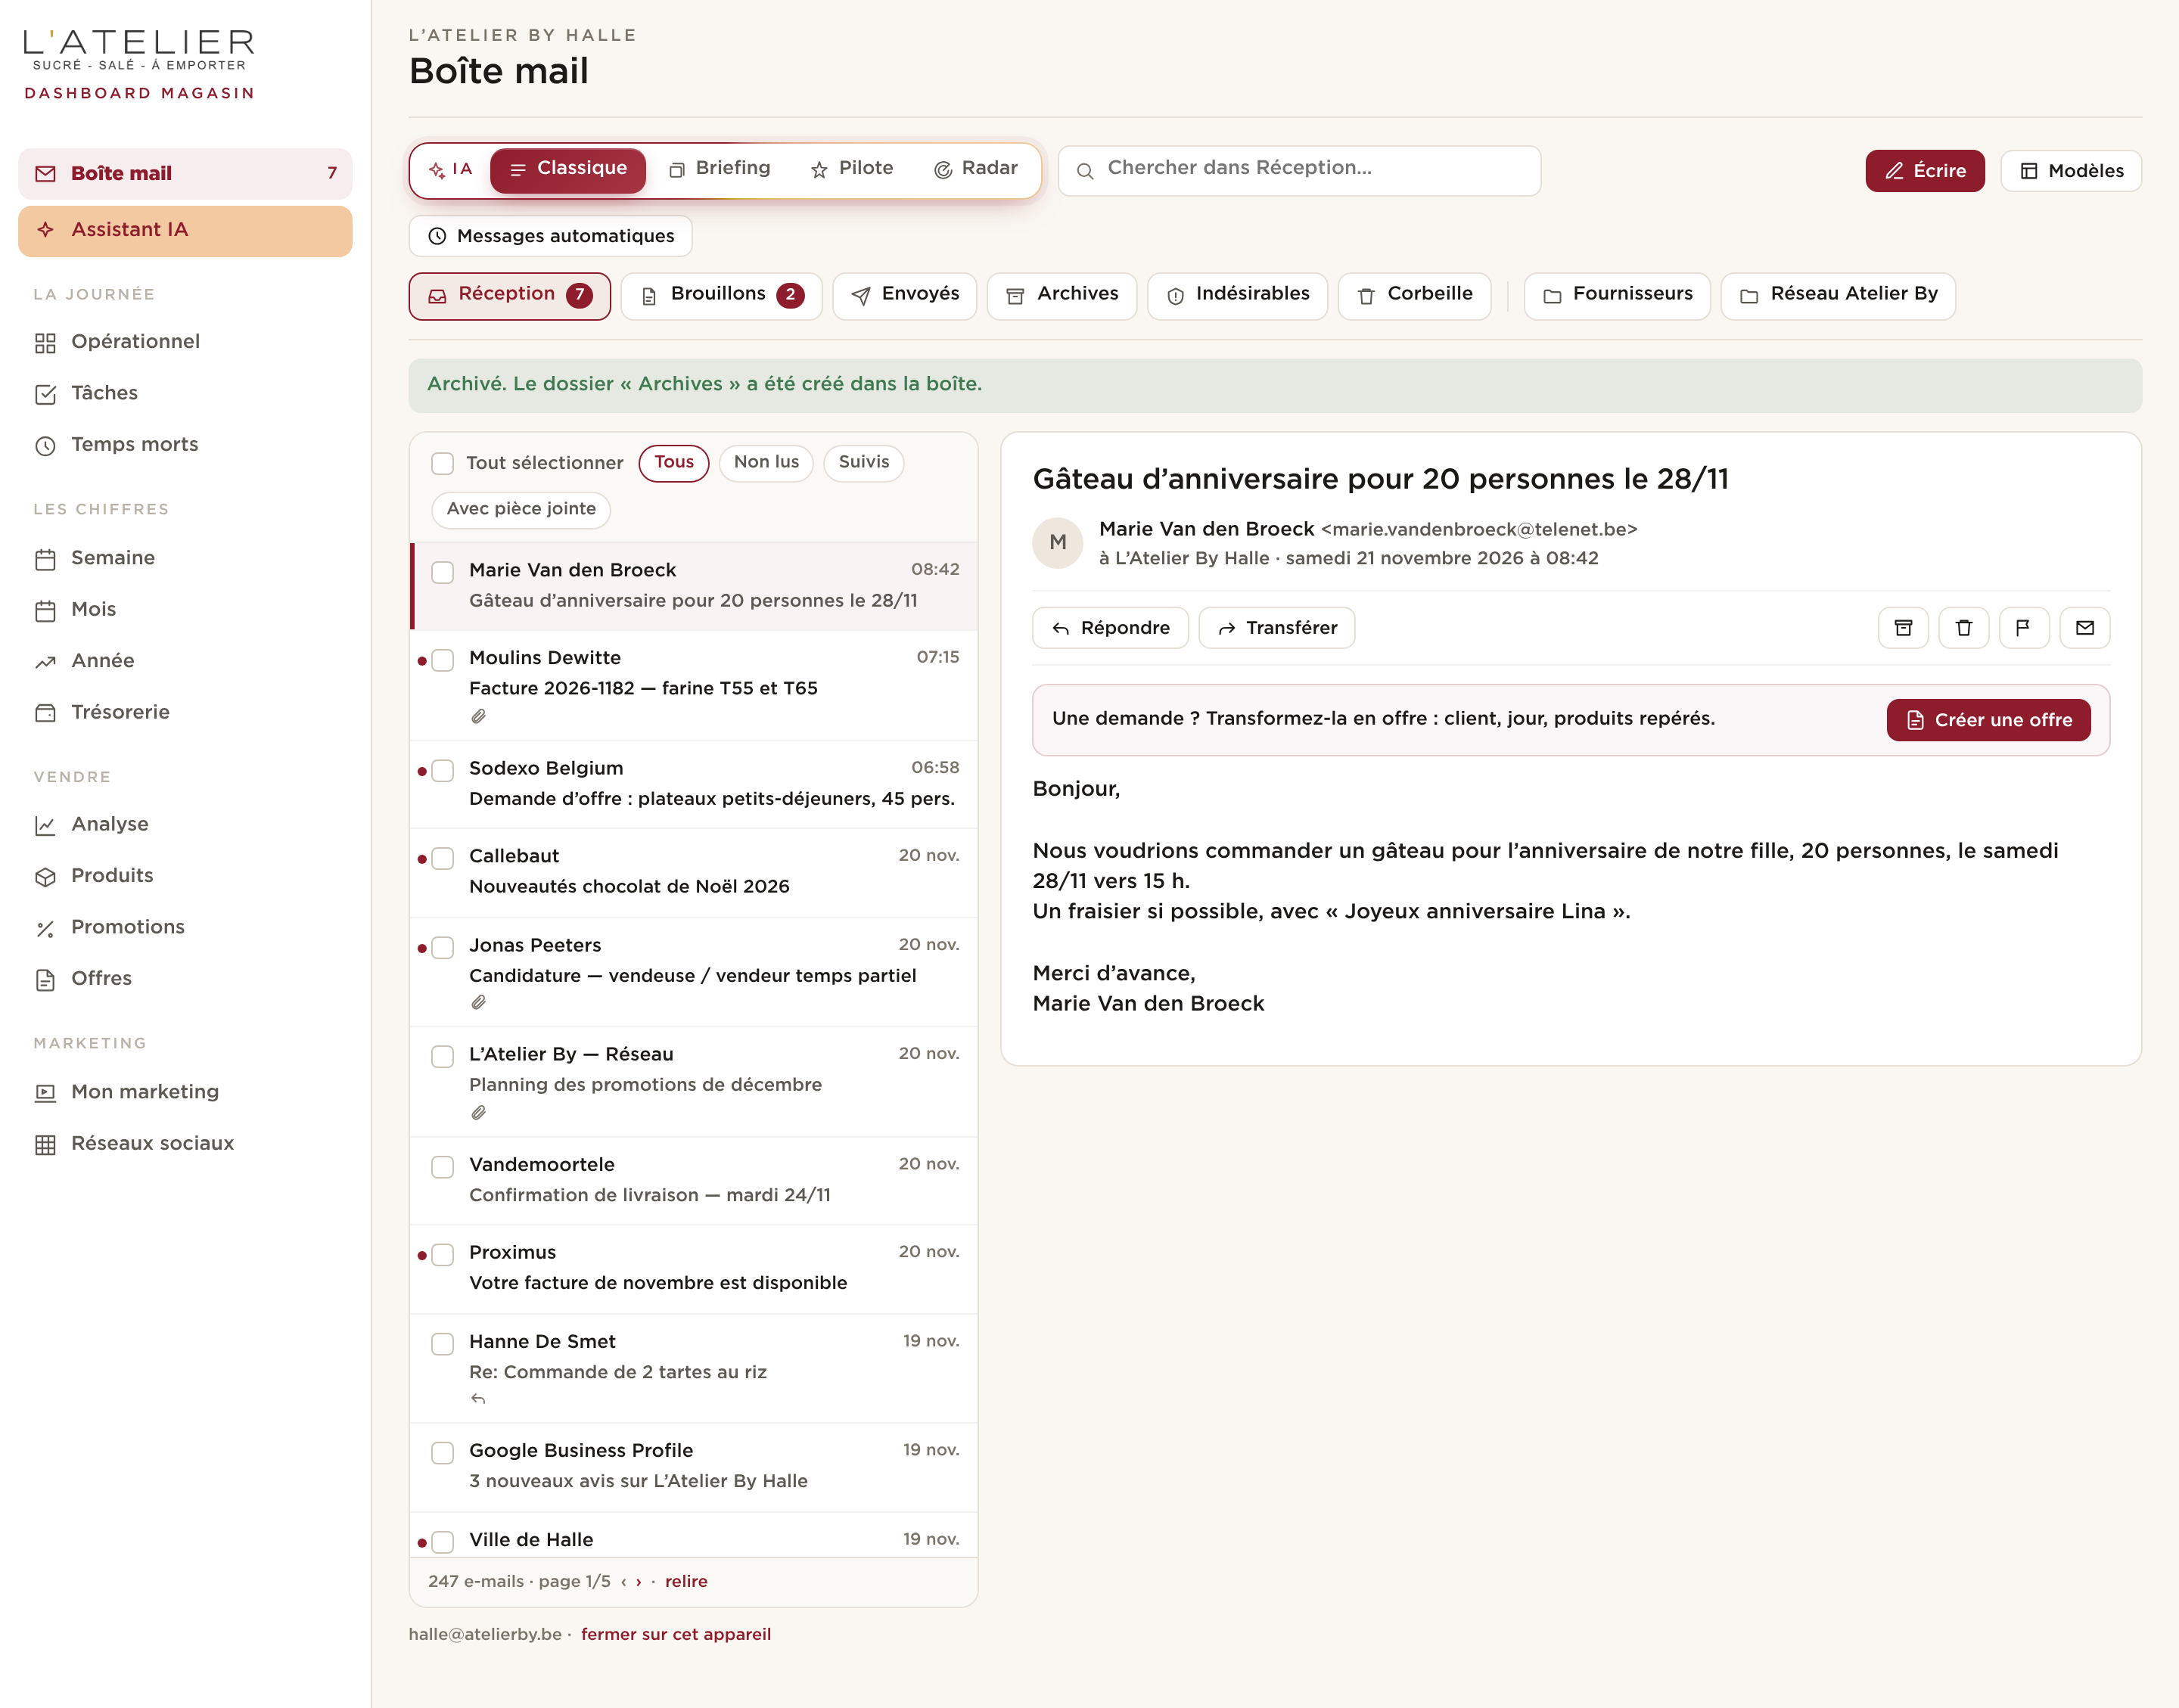 L'ATELIER
SUCRÉ - SALÉ - Á EMPORTER
DASHBOARD MAGASIN
Boîte mail 7
Assistant IA
LA JOURNÉE
Opérationnel
Tâches
Temps morts
LES CHIFFRES
Semaine
Mois
Année
Trésorerie
VENDRE
Analyse
Produits
Promotions
Offres
MARKETING
Mon marketing
Réseaux sociaux
L’ATELIER BY HALLE
Boîte mail
IA Classique Briefing Pilote Radar Chercher dans Réception… Écrire Modèles
Messages automatiques
Réception 7 Brouillons 2 Envoyés Archives Indésirables Corbeille Fournisseurs Réseau Atelier By
Archivé. Le dossier « Archives » a été créé dans la boîte.
Tout sélectionner Tous Non lus Suivis
Avec pièce jointe
Marie Van den Broeck 08:42
Gâteau d’anniversaire pour 20 personnes le 28/11
Moulins Dewitte 07:15
Facture 2026-1182 — farine T55 et T65
Sodexo Belgium 06:58
Demande d’offre : plateaux petits-déjeuners, 45 pers.
Callebaut 20 nov.
Nouveautés chocolat de Noël 2026
Jonas Peeters 20 nov.
Candidature — vendeuse / vendeur temps partiel
L’Atelier By — Réseau 20 nov.
Planning des promotions de décembre
Vandemoortele 20 nov.
Confirmation de livraison — mardi 24/11
Proximus 20 nov.
Votre facture de novembre est disponible
Hanne De Smet 19 nov.
Re: Commande de 2 tartes au riz
Google Business Profile 19 nov.
3 nouveaux avis sur L’Atelier By Halle
Ville de Halle 19 nov.
247 e-mails · page 1/5 ‹ › · relire
halle@atelierby.be · fermer sur cet appareil
Gâteau d’anniversaire pour 20 personnes le 28/11
M
Marie Van den Broeck <marie.vandenbroeck@telenet.be>
à L’Atelier By Halle · samedi 21 novembre 2026 à 08:42
Répondre Transférer
Une demande ? Transformez-la en offre : client, jour, produits repérés. Créer une offre
Bonjour,
Nous voudrions commander un gâteau pour l’anniversaire de notre fille, 20 personnes, le samedi
28/11 vers 15 h.
Un fraisier si possible, avec « Joyeux anniversaire Lina ».
Merci d’avance,
Marie Van den Broeck